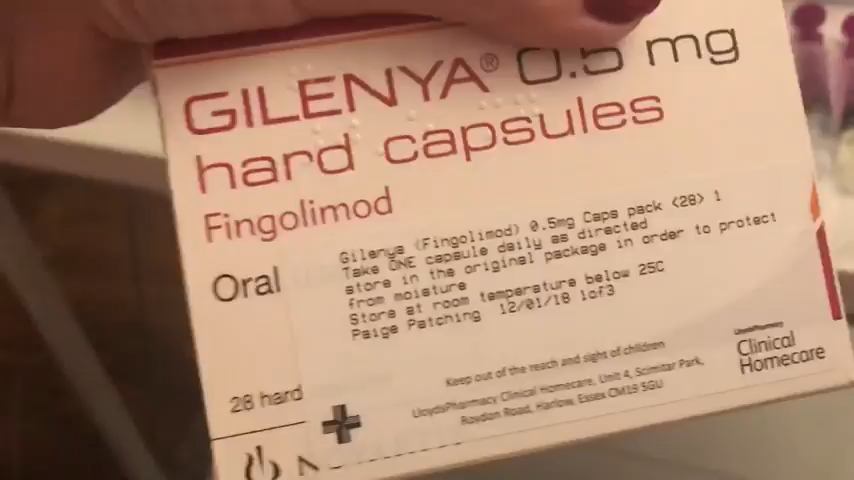 GILENYA® 0.5 mg
hard capsules
Fingolimod
Oral
Gilenya (Fingolimod) 0.5mg Caps pack <28> 1
Take ONE capsule daily as directed
store in the original package in order to protect
from moisture
Store at room temperature below 25C
Paige Patching 12/01/18 1of3
Keep out of the reach and sight of children
LloydsPharmacy Clinical Homecare, Unit 4, Scimitar Park,
Roydon Road, Harlow, Essex CM19 5GU
LloydsPharmacy
Clinical
Homecare
28 hard